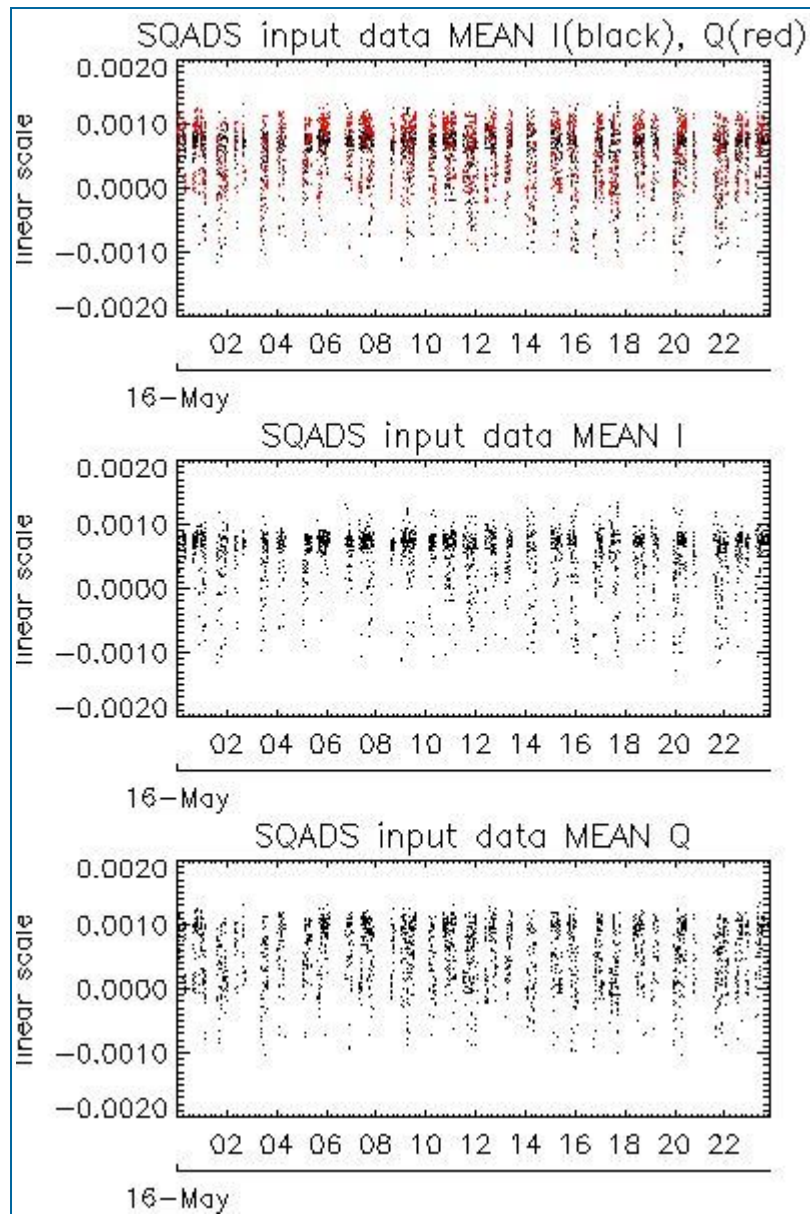 SQADS input data MEAN I(black), Q(red)
0.0020
0.0010
0.0000
−0.0010
−0.0020
linear scale
02 04 06 08 10 12 14 16 18 20 22
16−May
SQADS input data MEAN I
0.0020
0.0010
0.0000
−0.0010
−0.0020
linear scale
02 04 06 08 10 12 14 16 18 20 22
16−May
SQADS input data MEAN Q
0.0020
0.0010
0.0000
−0.0010
−0.0020
linear scale
02 04 06 08 10 12 14 16 18 20 22
16−May